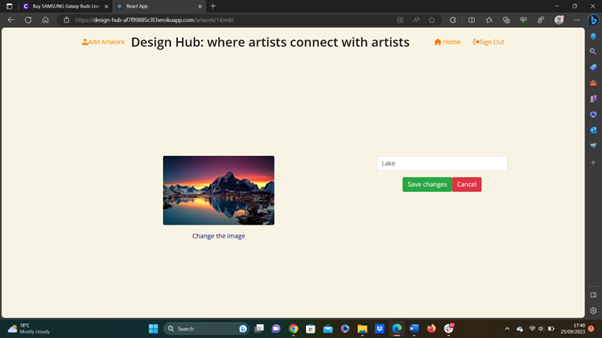 Buy SAMSUNG Galaxy Buds Live
React App
https://design-hub-af7f99885c3f.herokuapp.com/artwork/14/edit
Add Artwork
Design Hub: where artists connect with artists
Home
Sign Out
Lake
Save changes
Cancel
Change the image
18°C
Mostly cloudy
Search
17:48
25/09/2023